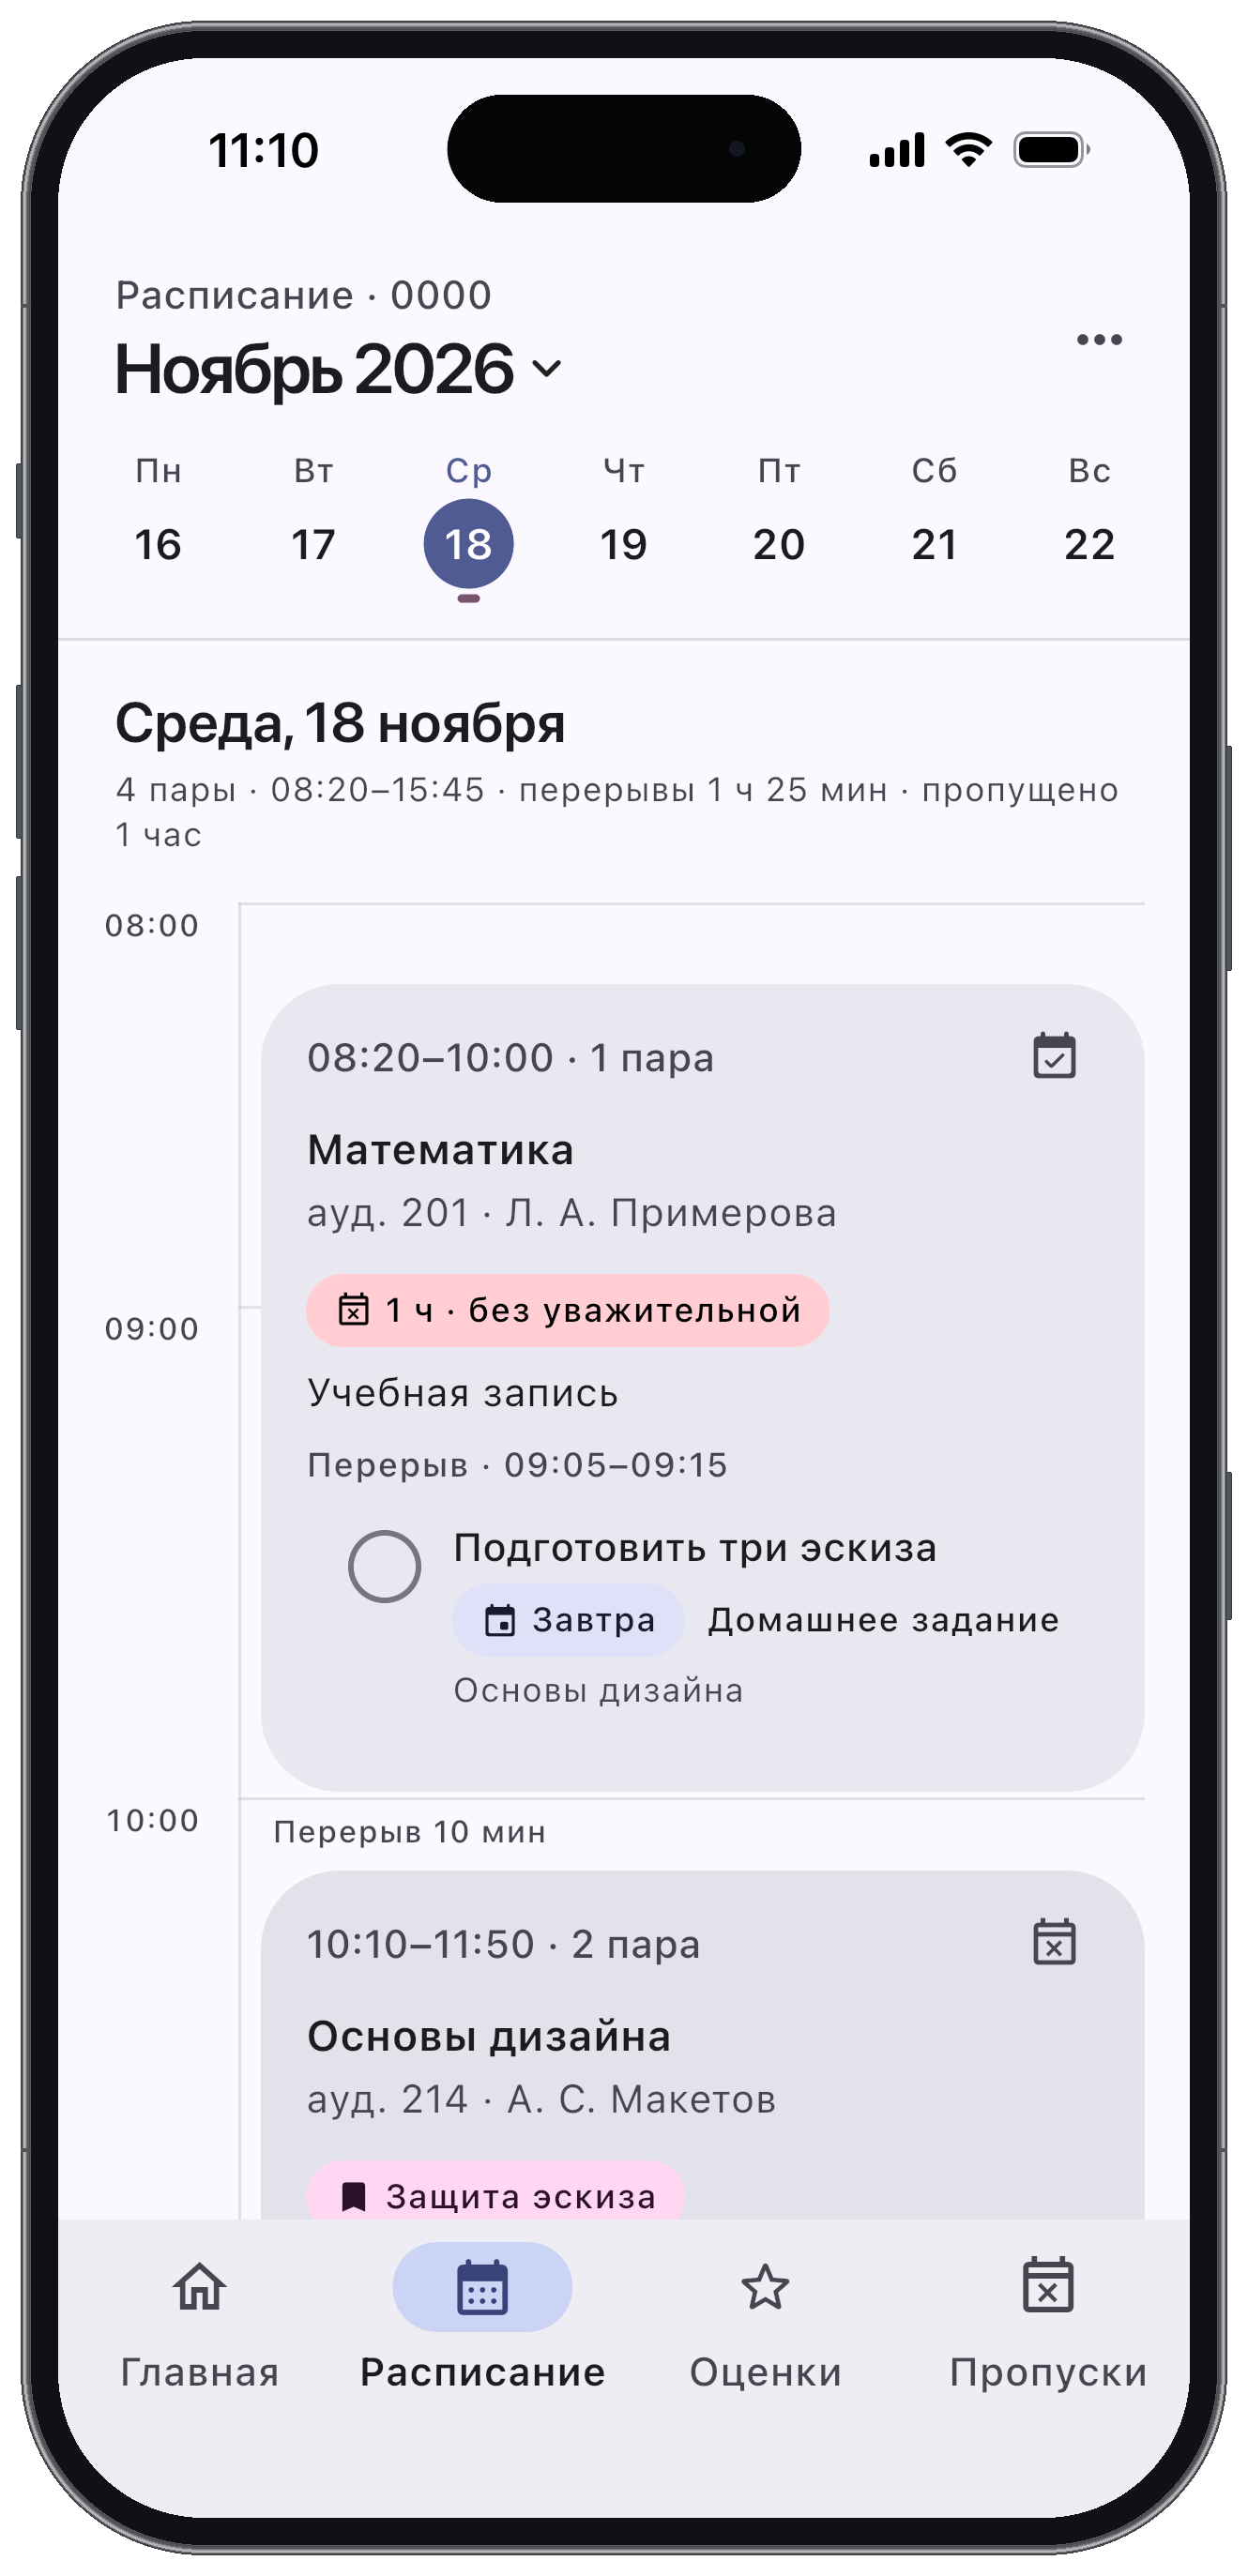 11:10
Расписание · 0000
Ноябрь 2026
Пн Вт Ср Чт Пт Сб Вс
16 17 18 19 20 21 22
Среда, 18 ноября
4 пары · 08:20–15:45 · перерывы 1 ч 25 мин · пропущено
1 час
08:00
08:20–10:00 · 1 пара
Математика
ауд. 201 · Л. А. Примерова
1 ч · без уважительной
09:00
Учебная запись
Перерыв · 09:05–09:15
Подготовить три эскиза
Завтра Домашнее задание
Основы дизайна
10:00
Перерыв 10 мин
10:10–11:50 · 2 пара
Основы дизайна
ауд. 214 · А. С. Макетов
Защита эскиза
Главная Расписание Оценки Пропуски